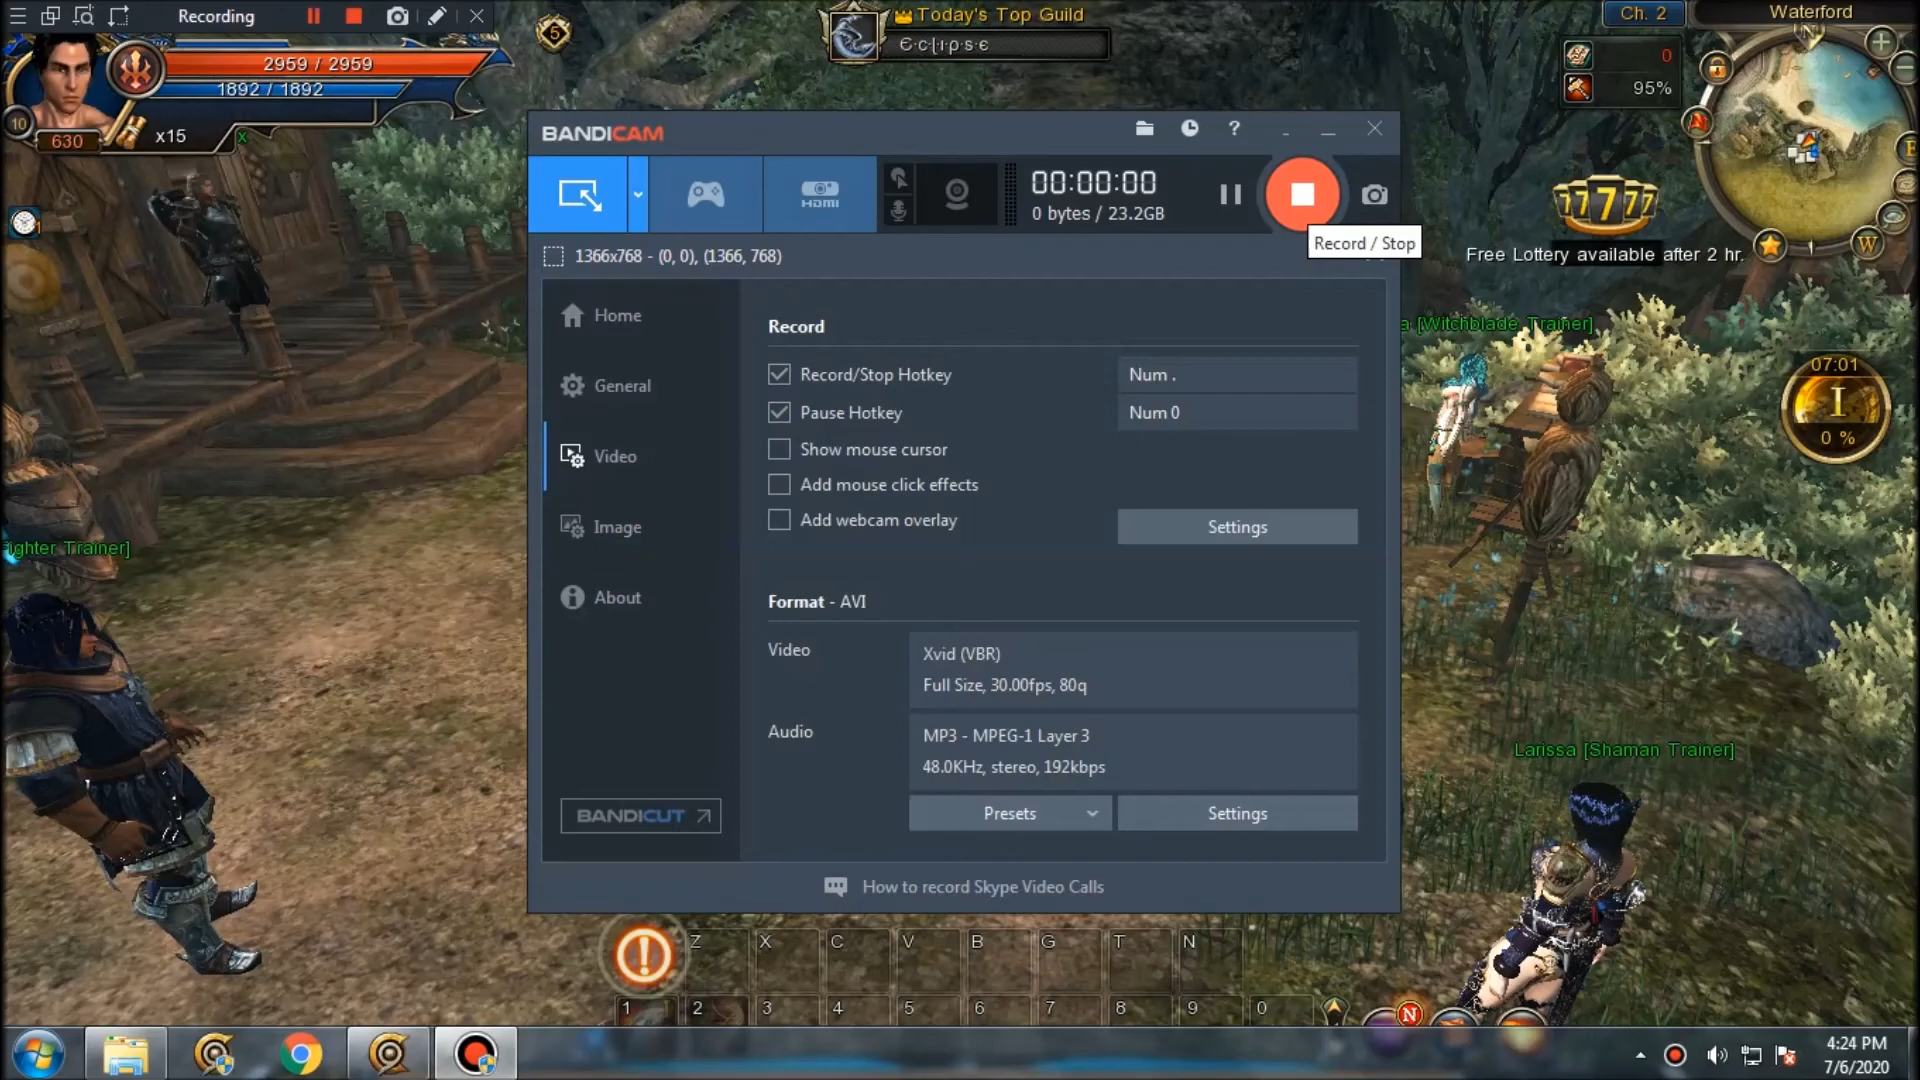 Recording
2959 / 2959
1892 / 1892
10
630
x15
x
5
Today's Top Guild
Є·c·ł·ı·ρ·s·є
Ch. 2
Waterford
N
0
95%
7777
Free Lottery available after 2 hr.
W
a [Witchblade Trainer]
07:01
I
0 %
ighter Trainer]
Larissa [Shaman Trainer]
BANDICAM
?
HDMI
00:00:00
0 bytes / 23.2GB
Record / Stop
1366x768 - (0, 0), (1366, 768)
Home
General
Video
Image
About
BANDICUT
Record
Record/Stop Hotkey
Num .
Pause Hotkey
Num 0
Show mouse cursor
Add mouse click effects
Add webcam overlay
Settings
Format - AVI
Video
Xvid (VBR)
Full Size, 30.00fps, 80q
Audio
MP3 - MPEG-1 Layer 3
48.0KHz, stereo, 192kbps
Presets
Settings
How to record Skype Video Calls
Z X C V B G T N
1 2 3 4 5 6 7 8 9 0
N
4:24 PM
7/6/2020